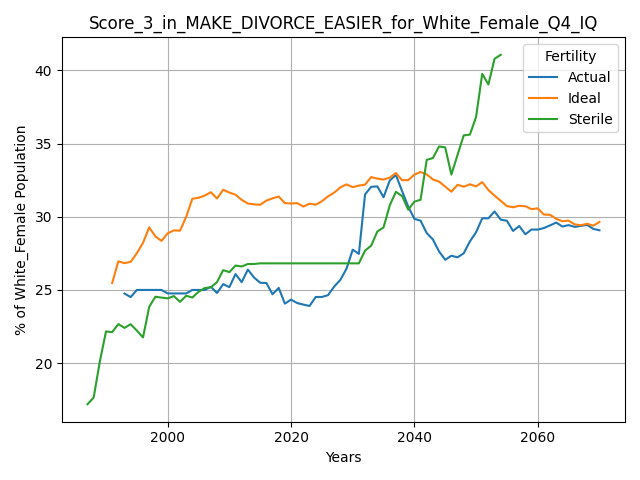 Score_3_in_MAKE_DIVORCE_EASIER_for_White_Female_Q4_IQ
Fertility
Actual
Ideal
Sterile
% of White_Female Population
40
35
30
25
20
2000
2020
2040
2060
Years